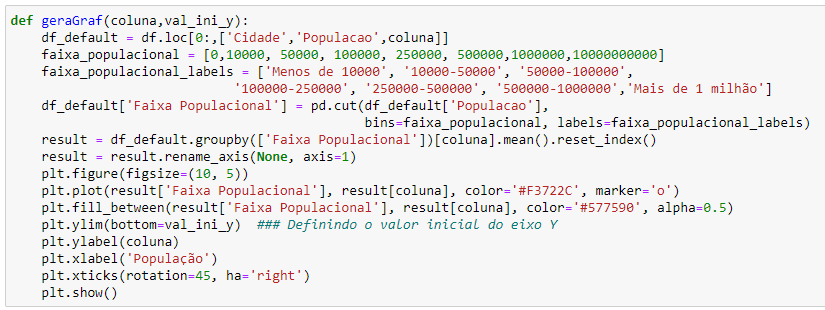 def geraGraf(coluna,val_ini_y):
    df_default = df.loc[0:,['Cidade','Populacao',coluna]]
    faixa_populacional = [0,10000, 50000, 100000, 250000, 500000,1000000,10000000000]
    faixa_populacional_labels = ['Menos de 10000', '10000-50000', '50000-100000',
                                 '100000-250000', '250000-500000', '500000-1000000','Mais de 1 milhão']
    df_default['Faixa Populacional'] = pd.cut(df_default['Populacao'],
                                              bins=faixa_populacional, labels=faixa_populacional_labels)
    result = df_default.groupby(['Faixa Populacional'])[coluna].mean().reset_index()
    result = result.rename_axis(None, axis=1)
    plt.figure(figsize=(10, 5))
    plt.plot(result['Faixa Populacional'], result[coluna], color='#F3722C', marker='o')
    plt.fill_between(result['Faixa Populacional'], result[coluna], color='#577590', alpha=0.5)
    plt.ylim(bottom=val_ini_y)  ### Definindo o valor inicial do eixo Y
    plt.ylabel(coluna)
    plt.xlabel('População')
    plt.xticks(rotation=45, ha='right')
    plt.show()